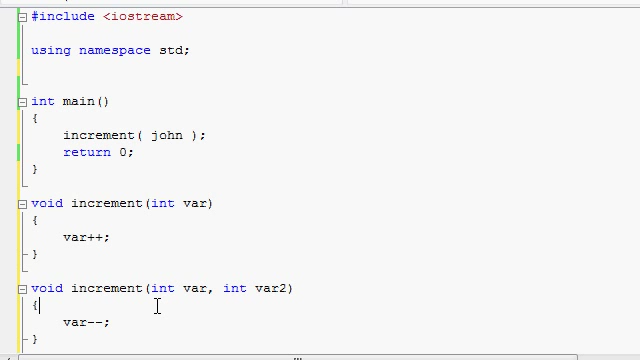 #include <iostream>
using namespace std;
int main()
{
increment( john );
return 0;
}
void increment(int var)
{
var++;
}
void increment(int var, int var2)
{
var--;
}